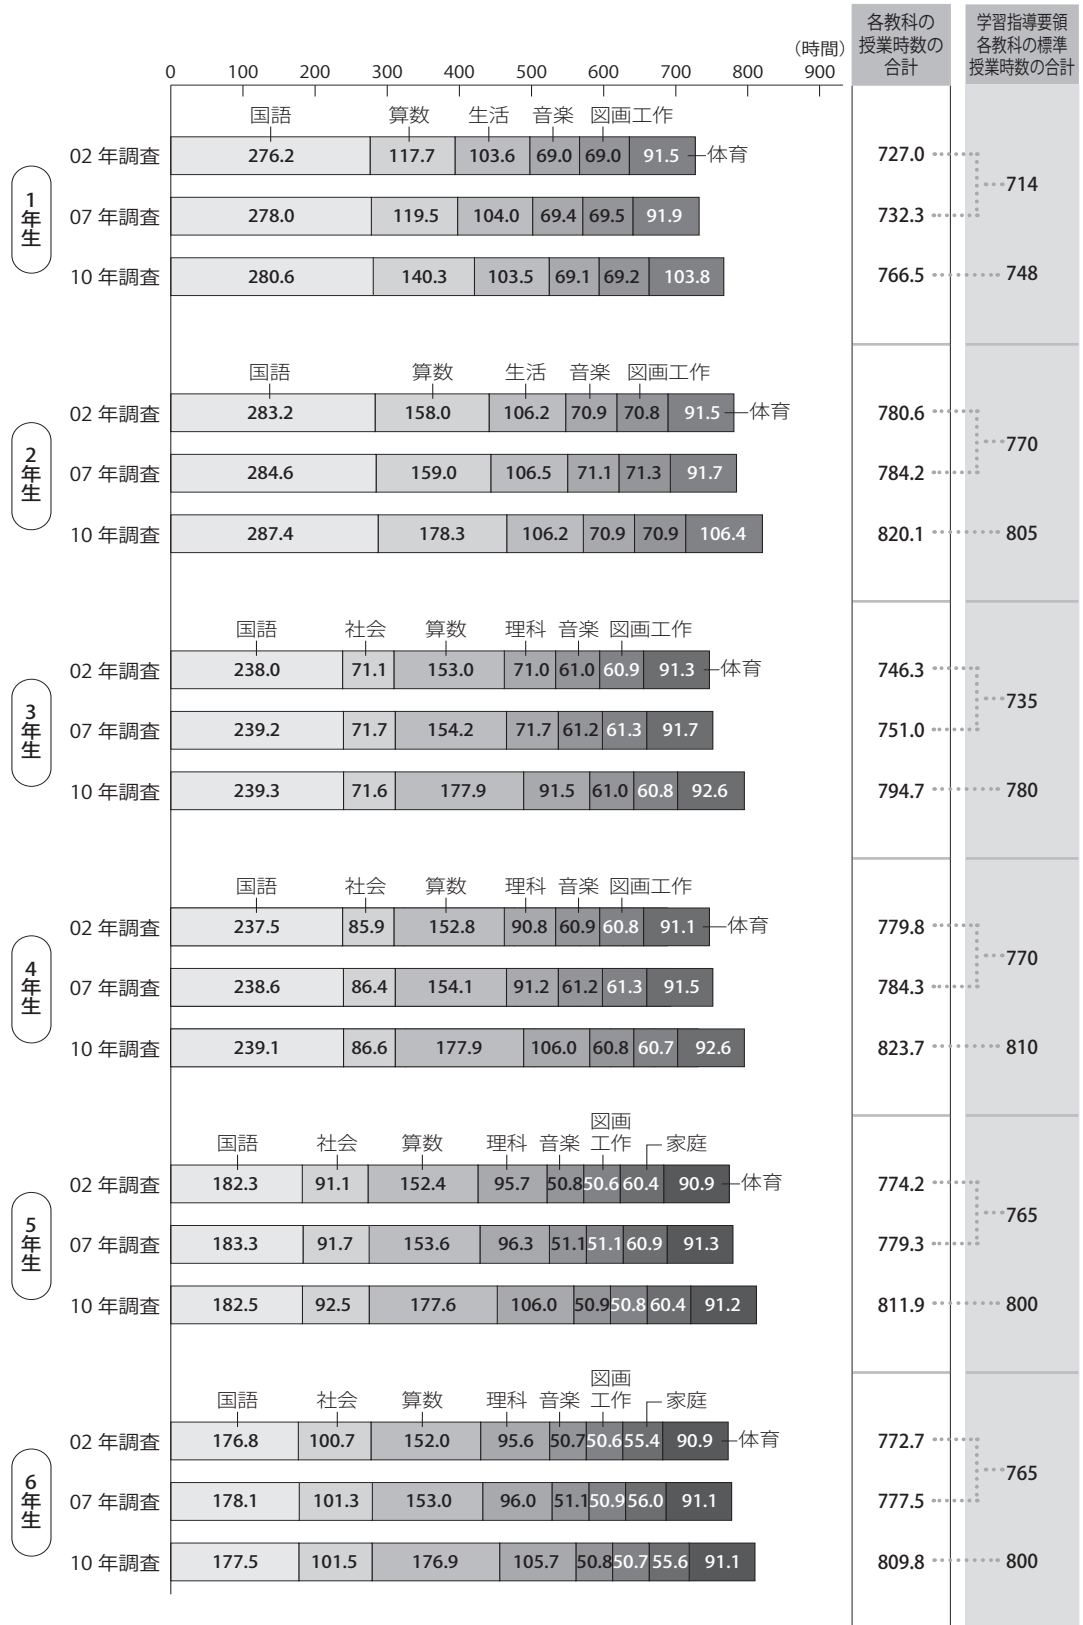 各教科の
授業時数の
合計
学習指導要領
各教科の標準
授業時数の合計
（時間）
0 100 200 300 400 500 600 700 800 900
1年生
国語 算数 生活 音楽 図画工作
02 年調査 276.2 117.7 103.6 69.0 69.0 91.5 体育 727.0
714
07 年調査 278.0 119.5 104.0 69.4 69.5 91.9 732.3
10 年調査 280.6 140.3 103.5 69.1 69.2 103.8 766.5 748
2年生
国語 算数 生活 音楽 図画工作
02 年調査 283.2 158.0 106.2 70.9 70.8 91.5 体育 780.6
770
07 年調査 284.6 159.0 106.5 71.1 71.3 91.7 784.2
10 年調査 287.4 178.3 106.2 70.9 70.9 106.4 820.1 805
3年生
国語 社会 算数 理科 音楽 図画工作
02 年調査 238.0 71.1 153.0 71.0 61.0 60.9 91.3 体育 746.3
735
07 年調査 239.2 71.7 154.2 71.7 61.2 61.3 91.7 751.0
10 年調査 239.3 71.6 177.9 91.5 61.0 60.8 92.6 794.7 780
4年生
国語 社会 算数 理科 音楽 図画工作
02 年調査 237.5 85.9 152.8 90.8 60.9 60.8 91.1 体育 779.8
770
07 年調査 238.6 86.4 154.1 91.2 61.2 61.3 91.5 784.3
10 年調査 239.1 86.6 177.9 106.0 60.8 60.7 92.6 823.7 810
5年生
国語 社会 算数 理科 音楽 図画工作 家庭
02 年調査 182.3 91.1 152.4 95.7 50.8 50.6 60.4 90.9 体育 774.2
765
07 年調査 183.3 91.7 153.6 96.3 51.1 51.1 60.9 91.3 779.3
10 年調査 182.5 92.5 177.6 106.0 50.9 50.8 60.4 91.2 811.9 800
6年生
国語 社会 算数 理科 音楽 図画工作 家庭
02 年調査 176.8 100.7 152.0 95.6 50.7 50.6 55.4 90.9 体育 772.7
765
07 年調査 178.1 101.3 153.0 96.0 51.1 50.9 56.0 91.1 777.5
10 年調査 177.5 101.5 176.9 105.7 50.8 50.7 55.6 91.1 809.8 800